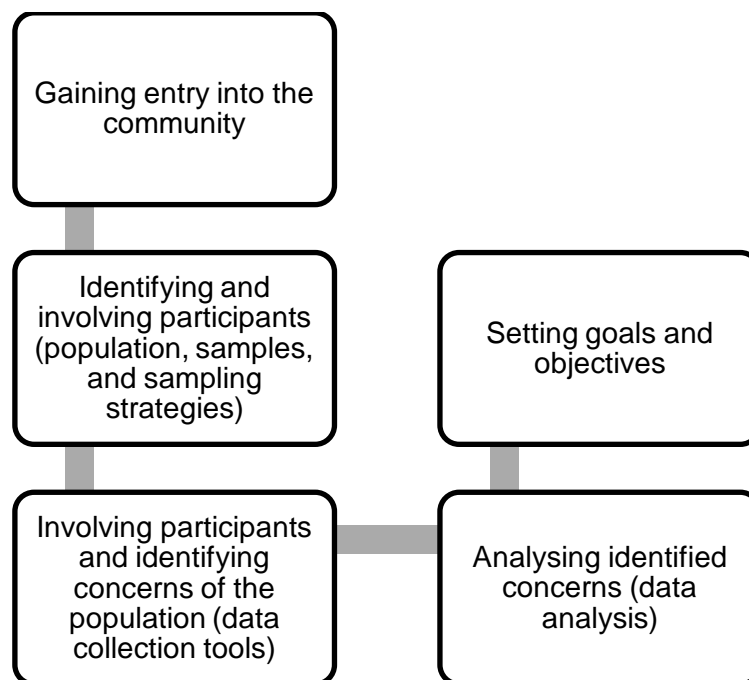 Gaining entry into the
community
Identifying and
involving participants
(population, samples,
and sampling
strategies)
Involving participants
and identifying
concerns of the
population (data
collection tools)
Analysing identified
concerns (data
analysis)
Setting goals and
objectives